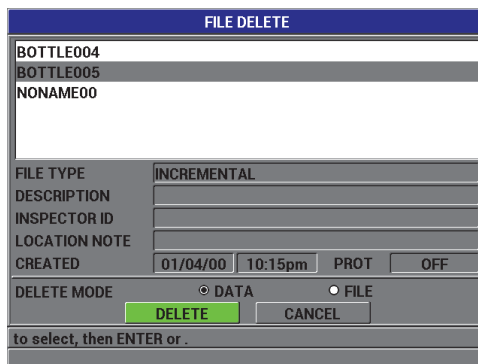 FILE DELETE
BOTTLE004
BOTTLE005
NONAME00
FILE TYPE INCREMENTAL
DESCRIPTION
INSPECTOR ID
LOCATION NOTE
CREATED 01/04/00 10:15pm PROT OFF
DELETE MODE DATA FILE
DELETE CANCEL
to select, then ENTER or .